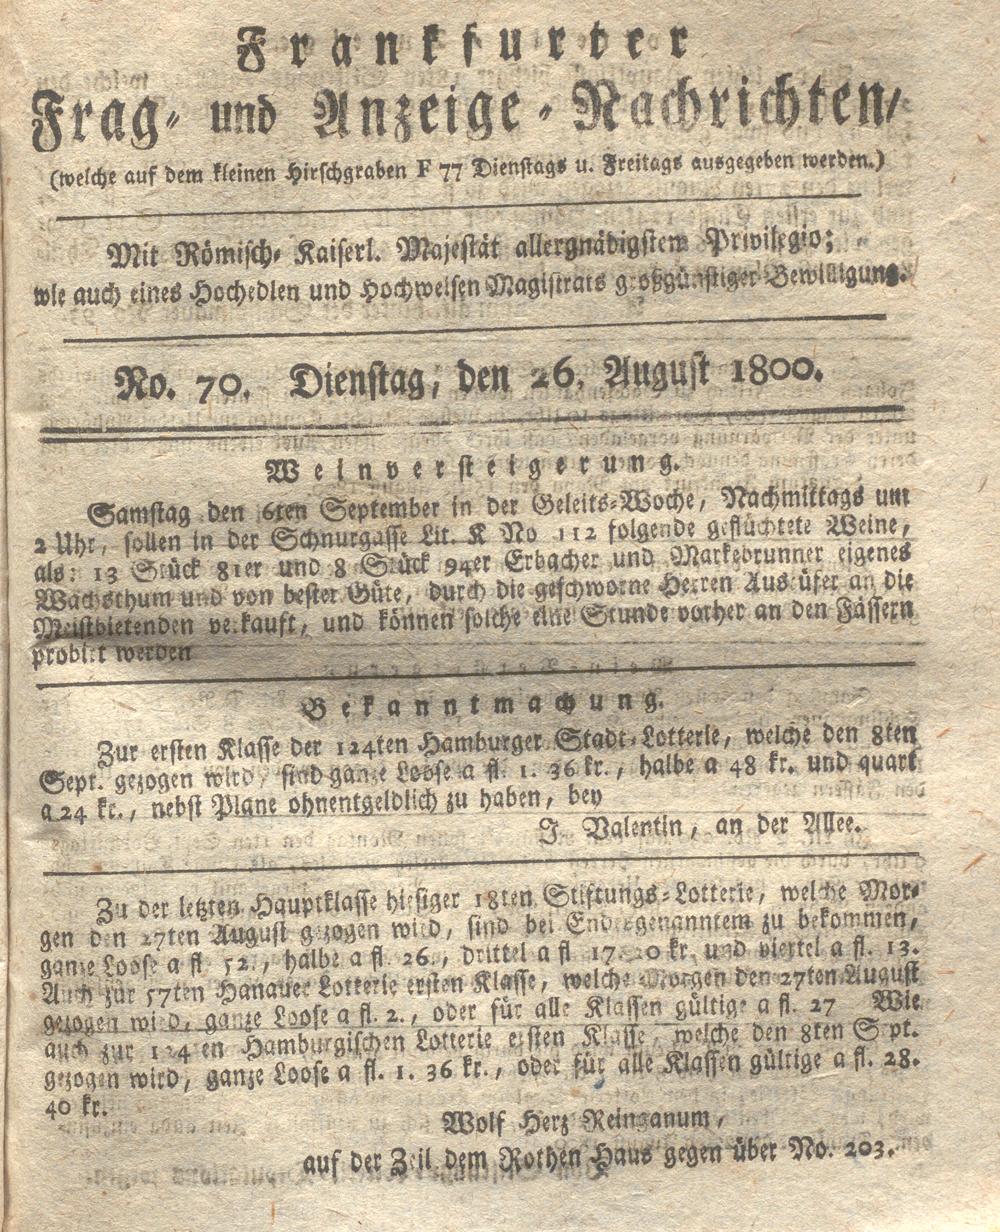 Frankfurter
Frag- und Anzeige-Nachrichten,
(welche auf dem kleinen Hirschgraben F 77 Dienstags u. Freitags ausgegeben werden.)
Mit Römisch- Kaiserl. Majestät allergnädigstem Privilegio;
wie auch eines Hochedlen und Hochweisen Magistrats großgünstiger Bewilligung.
No. 70. Dienstag, den 26. August 1800.
Weinversteigerung.
Samstag den 6ten September in der Geleits-Woche, Nachmittags um
2 Uhr, sollen in der Schnurgasse Lit. K No 112 folgende geflüchtete Weine,
als: 13 Stück 81er und 8 Stück 94er Erbacher und Markebrunner eigenes
Wachsthum und von bester Güte, durch die geschworne Herren Ausrüfer an die
Meistbietenden verkauft, und können solche eine Stunde vorher an den Fässern
probirt werden
Bekanntmachung.
Zur ersten Klasse der 124ten Hamburger Stadt-Lotterie, welche den 8ten
Sept. gezogen wird, sind ganze Loose a fl. 1. 36 kr., halbe a 48 kr. und quart
a 24 kr., nebst Plane ohnentgeldlich zu haben, bey
J. Valentin, an der Allee.
Zu der letzten Hauptklasse hiesiger 18ten Stiftungs-Lotterie, welche Mor-
gen den 27ten August gezogen wird, sind bei Endesgenanntem zu bekommen,
ganze Loose a fl. 52., halbe a fl. 26., drittel a fl 17. 20 kr. und viertel a fl. 13.
Auch zur 57ten Hanauer Lotterie ersten Klasse, welche Morgen den 27ten August
gezogen wird, ganze Loose a fl. 2., oder für alle Klassen gültige a fl. 27 Wie
auch zur 124ten Hamburgischen Lotterie ersten Klasse, welche den 8ten Sept.
gezogen wird, ganze Loose a fl. 1. 36 kr., oder für alle Klassen gültige a fl. 28.
40 kr.
Wolf Herz Reinganum,
auf der Zeil dem Rothen Haus gegen über No. 203.